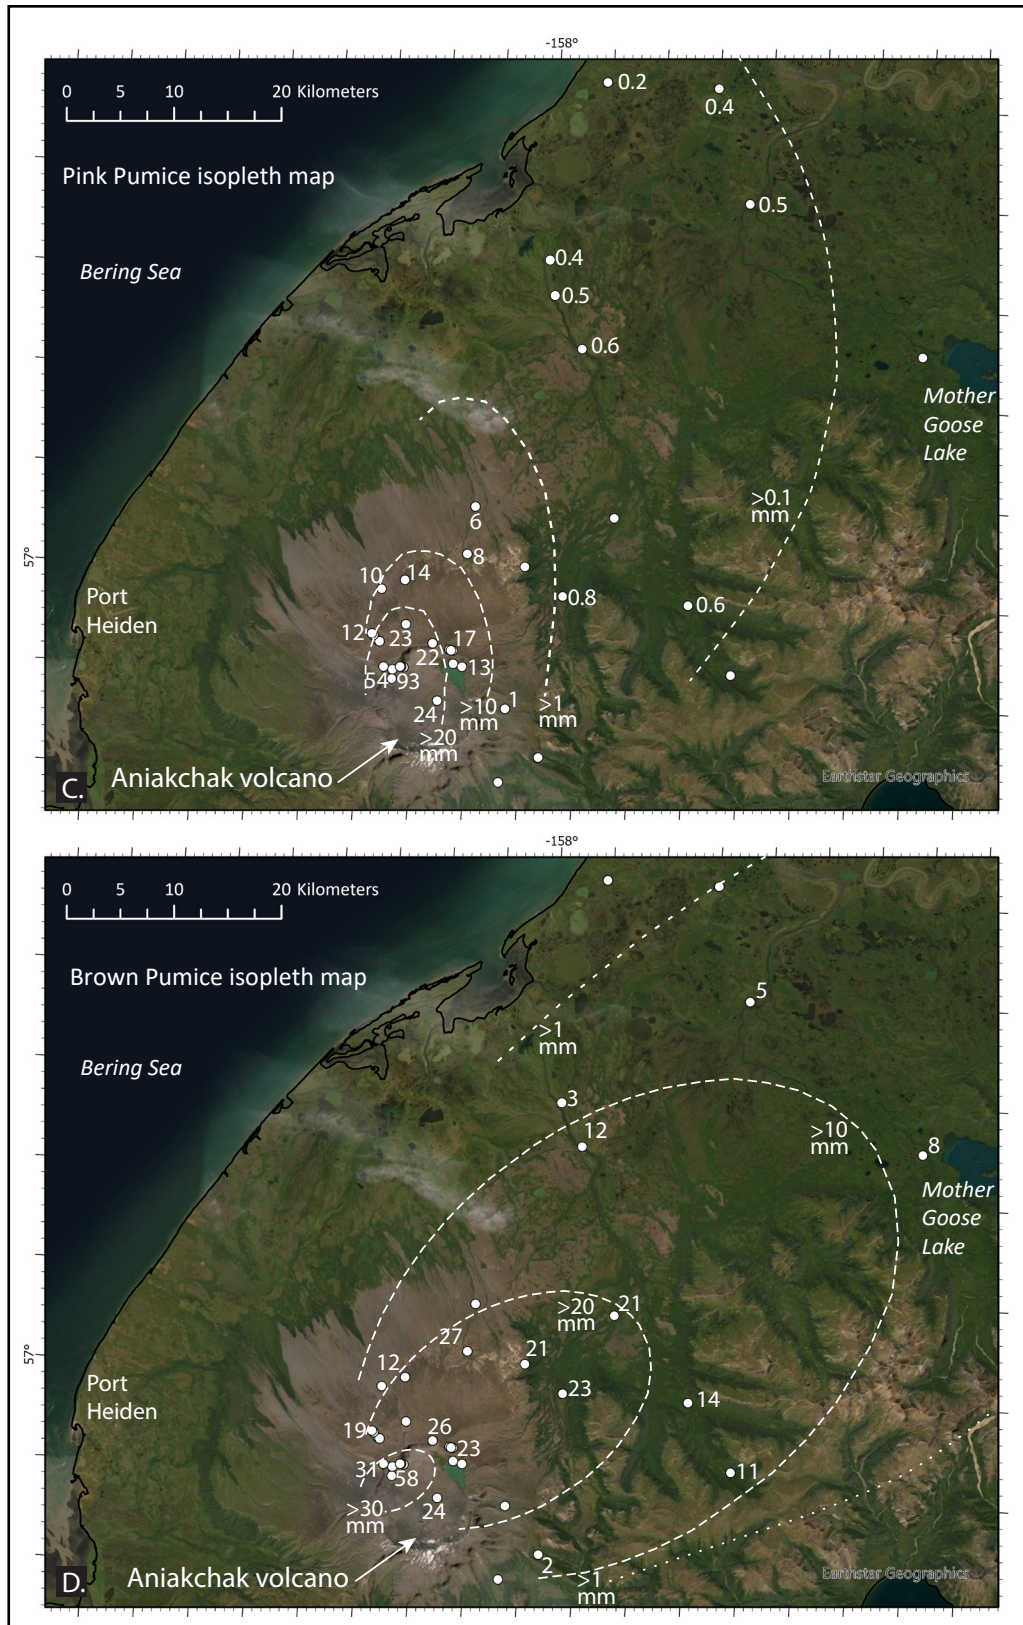 -158°
0 5 10 20 Kilometers
0.2
0.4
Pink Pumice isopleth map
0.5
Bering Sea
0.4
0.5
0.6
Mother
Goose
Lake
>0.1
mm
6
57°
8
14
10
Port
Heiden
0.8
0.6
12
23
17
22
13
54
93
1
24
>10
mm
>1
mm
>20
mm
Aniakchak volcano
C.
Earthstar Geographics
-158°
0 5 10 20 Kilometers
Brown Pumice isopleth map
5
>1
mm
Bering Sea
3
12
>10
mm
8
Mother
Goose
Lake
>20
mm
21
27
21
57°
12
Port
Heiden
23
14
19
26
23
31
58
11
>30
mm
24
2
Aniakchak volcano
>1
mm
D.
Earthstar Geographics